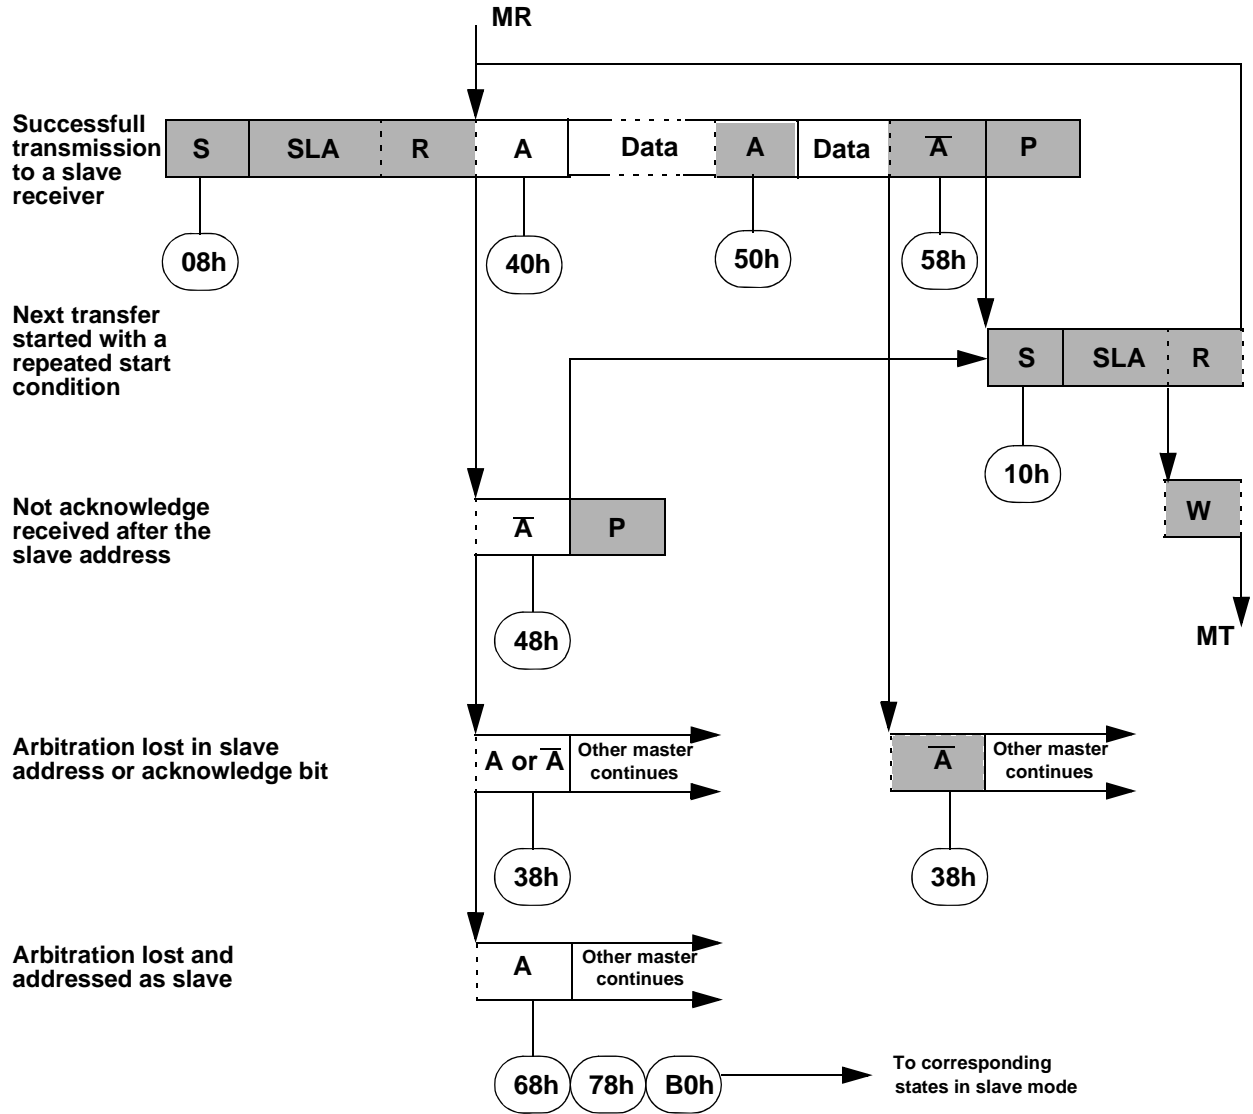 MR
Successfull
transmission
to a slave
receiver
S SLA R A Data A Data A̅ P
08h 40h 50h 58h
Next transfer
started with a
repeated start
condition
S SLA R
10h
Not acknowledge
received after the
slave address
A̅ P
W
48h
MT
Arbitration lost in slave
address or acknowledge bit
A or A̅
Other master
continues
A̅
Other master
continues
38h 38h
Arbitration lost and
addressed as slave
A
Other master
continues
68h 78h B0h
To corresponding
states in slave mode